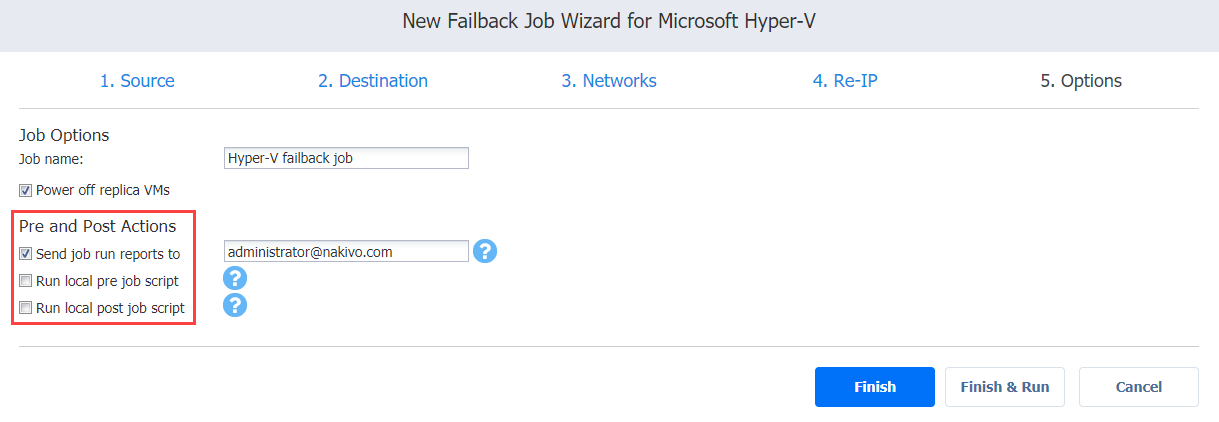 New Failback Job Wizard for Microsoft Hyper-V
1. Source 2. Destination 3. Networks 4. Re-IP 5. Options
Job Options
Job name: Hyper-V failback job
Power off replica VMs
Pre and Post Actions
Send job run reports to administrator@nakivo.com ?
Run local pre job script ?
Run local post job script ?
Finish Finish & Run Cancel